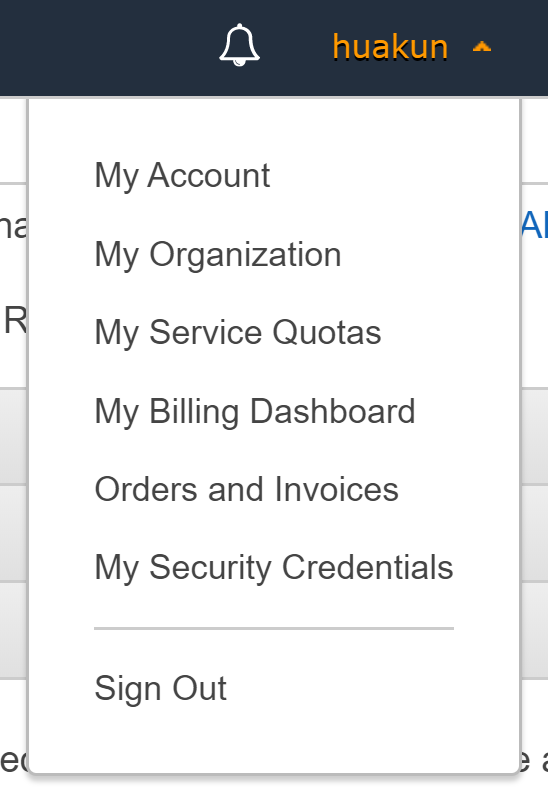 huakun
My Account
My Organization
My Service Quotas
My Billing Dashboard
Orders and Invoices
My Security Credentials
Sign Out